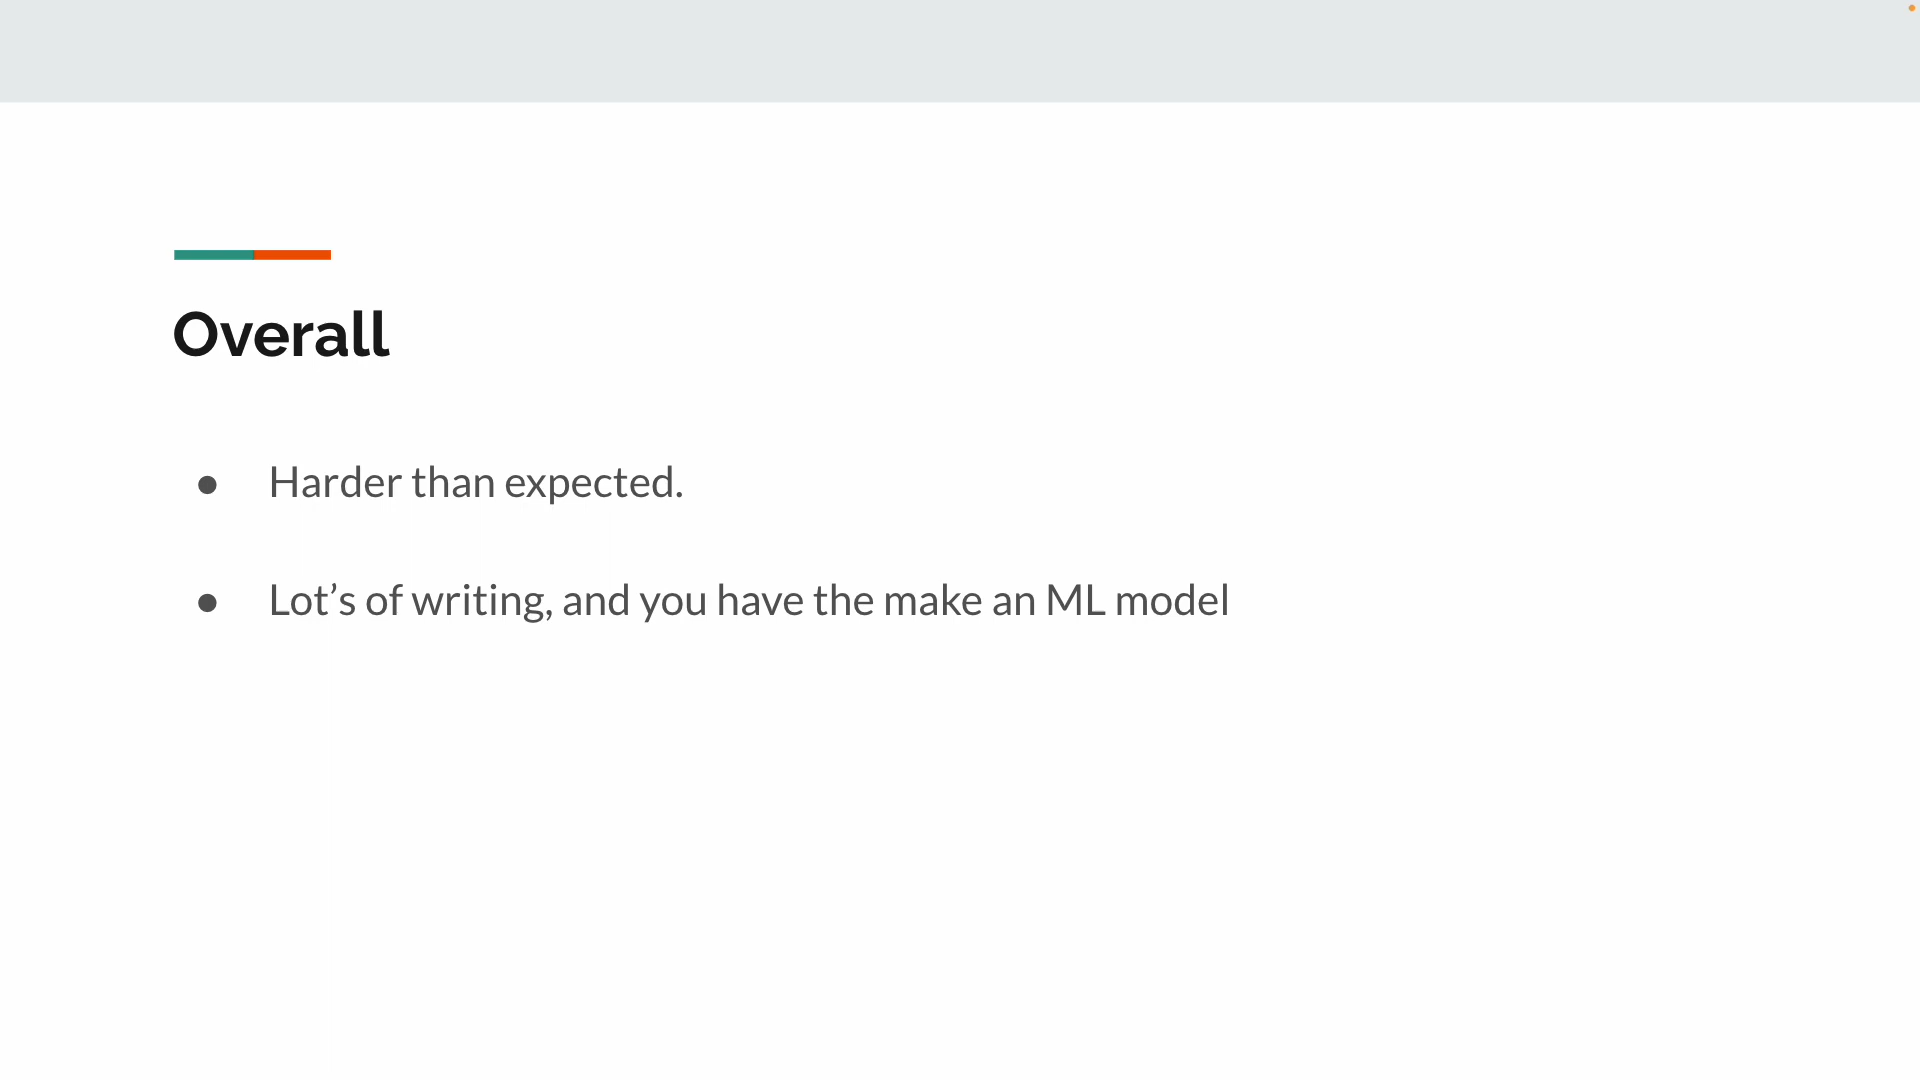 Overall
● Harder than expected.
● Lot’s of writing, and you have the make an ML model